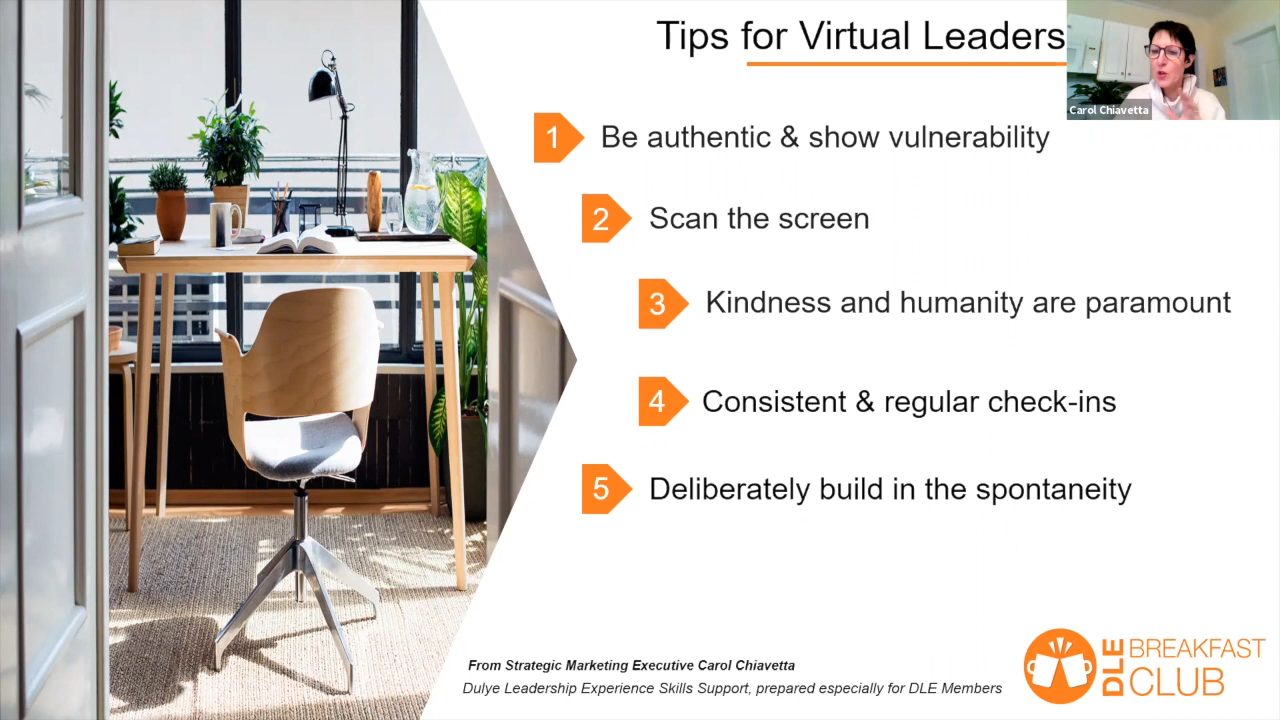 Tips for Virtual Leaders
Carol Chiavetta
1 Be authentic & show vulnerability
2 Scan the screen
3 Kindness and humanity are paramount
4 Consistent & regular check-ins
5 Deliberately build in the spontaneity
From Strategic Marketing Executive Carol Chiavetta
Dulye Leadership Experience Skills Support, prepared especially for DLE Members
DLE
BREAKFAST
CLUB